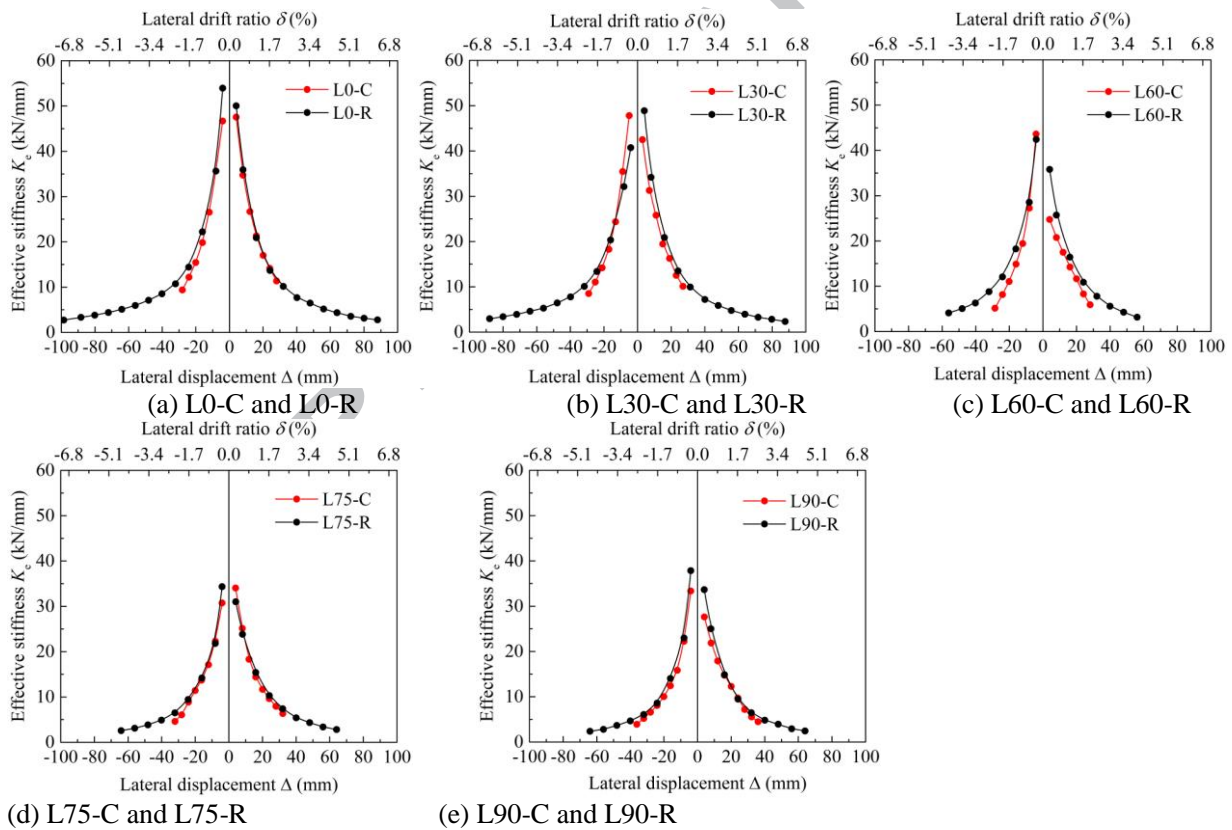 Lateral drift ratio δ (%)
-6.8 -5.1 -3.4 -1.7 0.0 1.7 3.4 5.1 6.8
60
50
40
30
20
10
0
Effective stiffness Ke (kN/mm)
L0-C
L0-R
-100 -80 -60 -40 -20 0 20 40 60 80 100
Lateral displacement Δ (mm)
(a) L0-C and L0-R
Lateral drift ratio δ (%)
-6.8 -5.1 -3.4 -1.7 0.0 1.7 3.4 5.1 6.8
60
50
40
30
20
10
0
Effective stiffness Ke (kN/mm)
L30-C
L30-R
-100 -80 -60 -40 -20 0 20 40 60 80 100
Lateral displacement Δ (mm)
(b) L30-C and L30-R
Lateral drift ratio δ (%)
-6.8 -5.1 -3.4 -1.7 0.0 1.7 3.4 5.1 6.8
60
50
40
30
20
10
0
Effective stiffness Ke (kN/mm)
L60-C
L60-R
-100 -80 -60 -40 -20 0 20 40 60 80 100
Lateral displacement Δ (mm)
(c) L60-C and L60-R
Lateral drift ratio δ (%)
-6.8 -5.1 -3.4 -1.7 0.0 1.7 3.4 5.1 6.8
60
50
40
30
20
10
0
Effective stiffness Ke (kN/mm)
L75-C
L75-R
-100 -80 -60 -40 -20 0 20 40 60 80 100
Lateral displacement Δ (mm)
(d) L75-C and L75-R
Lateral drift ratio δ (%)
-6.8 -5.1 -3.4 -1.7 0.0 1.7 3.4 5.1 6.8
60
50
40
30
20
10
0
Effective stiffness Ke (kN/mm)
L90-C
L90-R
-100 -80 -60 -40 -20 0 20 40 60 80 100
Lateral displacement Δ (mm)
(e) L90-C and L90-R